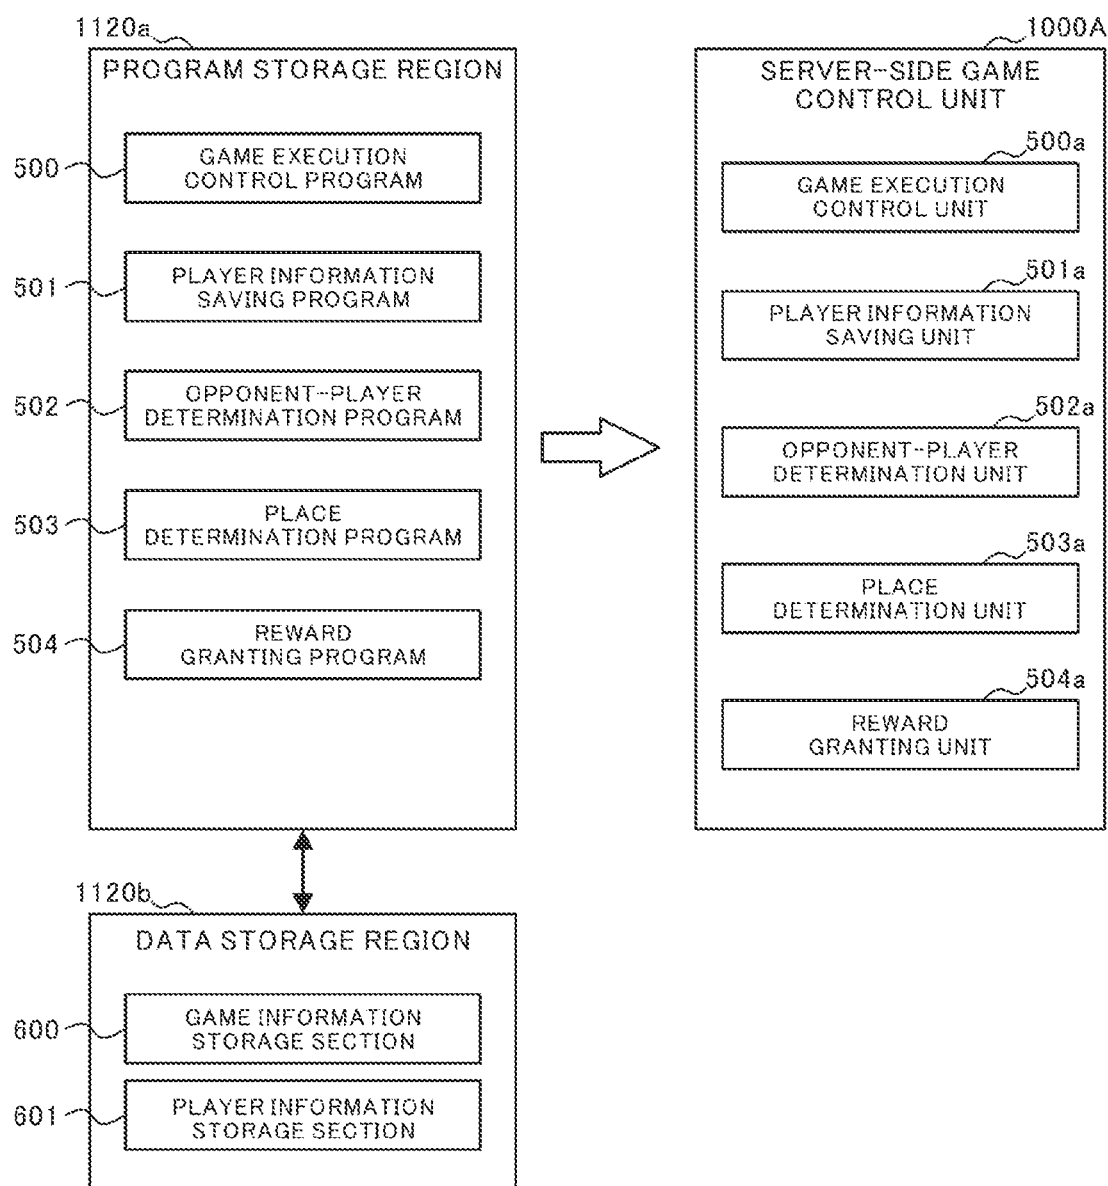 1120a
PROGRAM STORAGE REGION
500
GAME EXECUTION
CONTROL PROGRAM
501
PLAYER INFORMATION
SAVING PROGRAM
502
OPPONENT-PLAYER
DETERMINATION PROGRAM
503
PLACE
DETERMINATION PROGRAM
504
REWARD
GRANTING PROGRAM
1000A
SERVER-SIDE GAME
CONTROL UNIT
500a
GAME EXECUTION
CONTROL UNIT
501a
PLAYER INFORMATION
SAVING UNIT
502a
OPPONENT-PLAYER
DETERMINATION UNIT
503a
PLACE
DETERMINATION UNIT
504a
REWARD
GRANTING UNIT
1120b
DATA STORAGE REGION
600
GAME INFORMATION
STORAGE SECTION
601
PLAYER INFORMATION
STORAGE SECTION